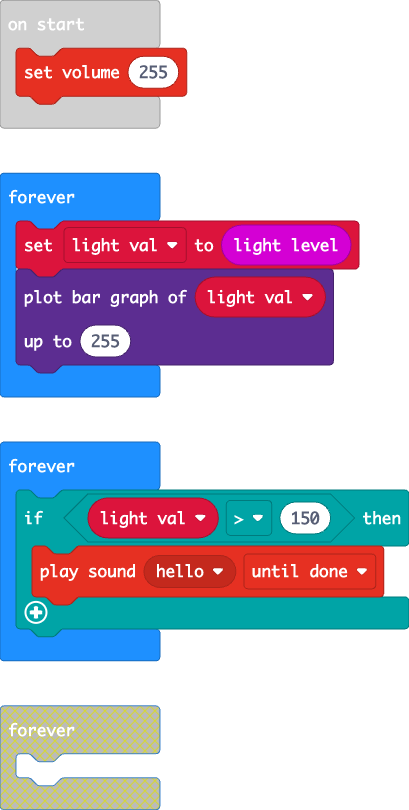 on start
set volume 255
forever
set light val to light level
plot bar graph of light val
up to 255
forever
if light val > 150 then
play sound hello until done
forever